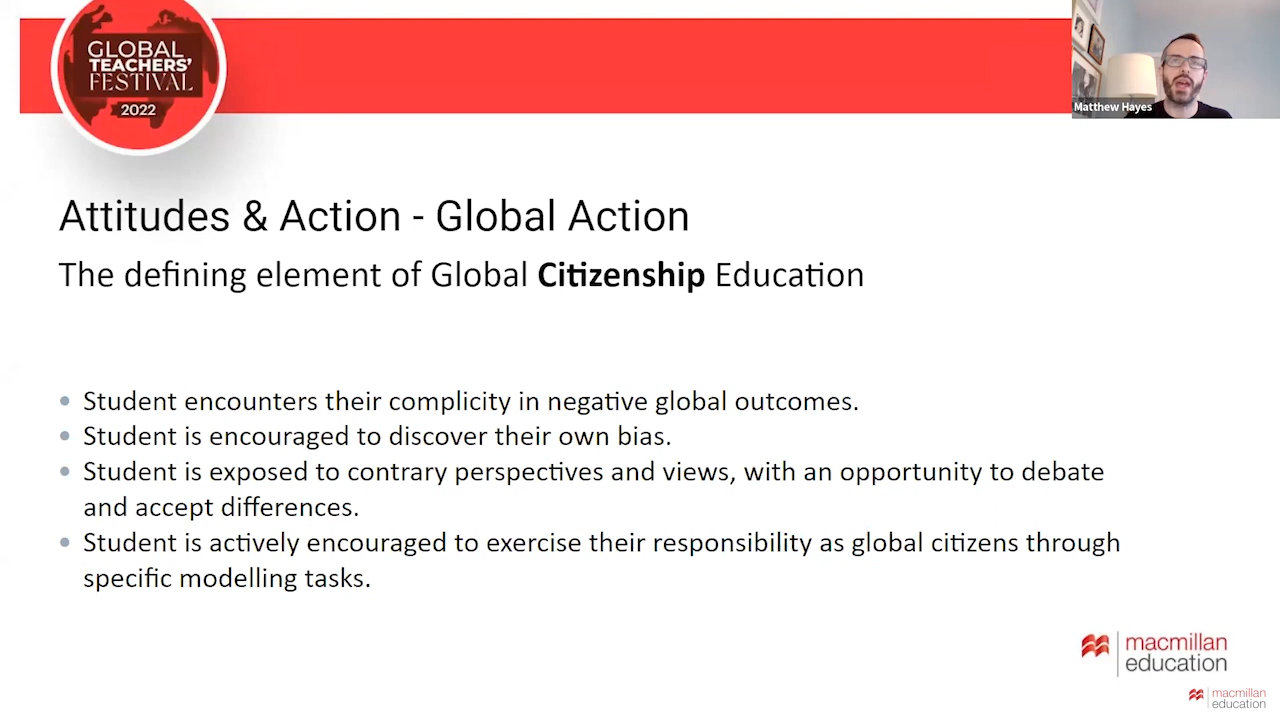 GLOBAL
TEACHERS'
FESTIVAL
2022
Matthew Hayes
Attitudes & Action - Global Action
The defining element of Global Citizenship Education
• Student encounters their complicity in negative global outcomes.
• Student is encouraged to discover their own bias.
• Student is exposed to contrary perspectives and views, with an opportunity to debate
and accept differences.
• Student is actively encouraged to exercise their responsibility as global citizens through
specific modelling tasks.
macmillan
education
macmillan
education